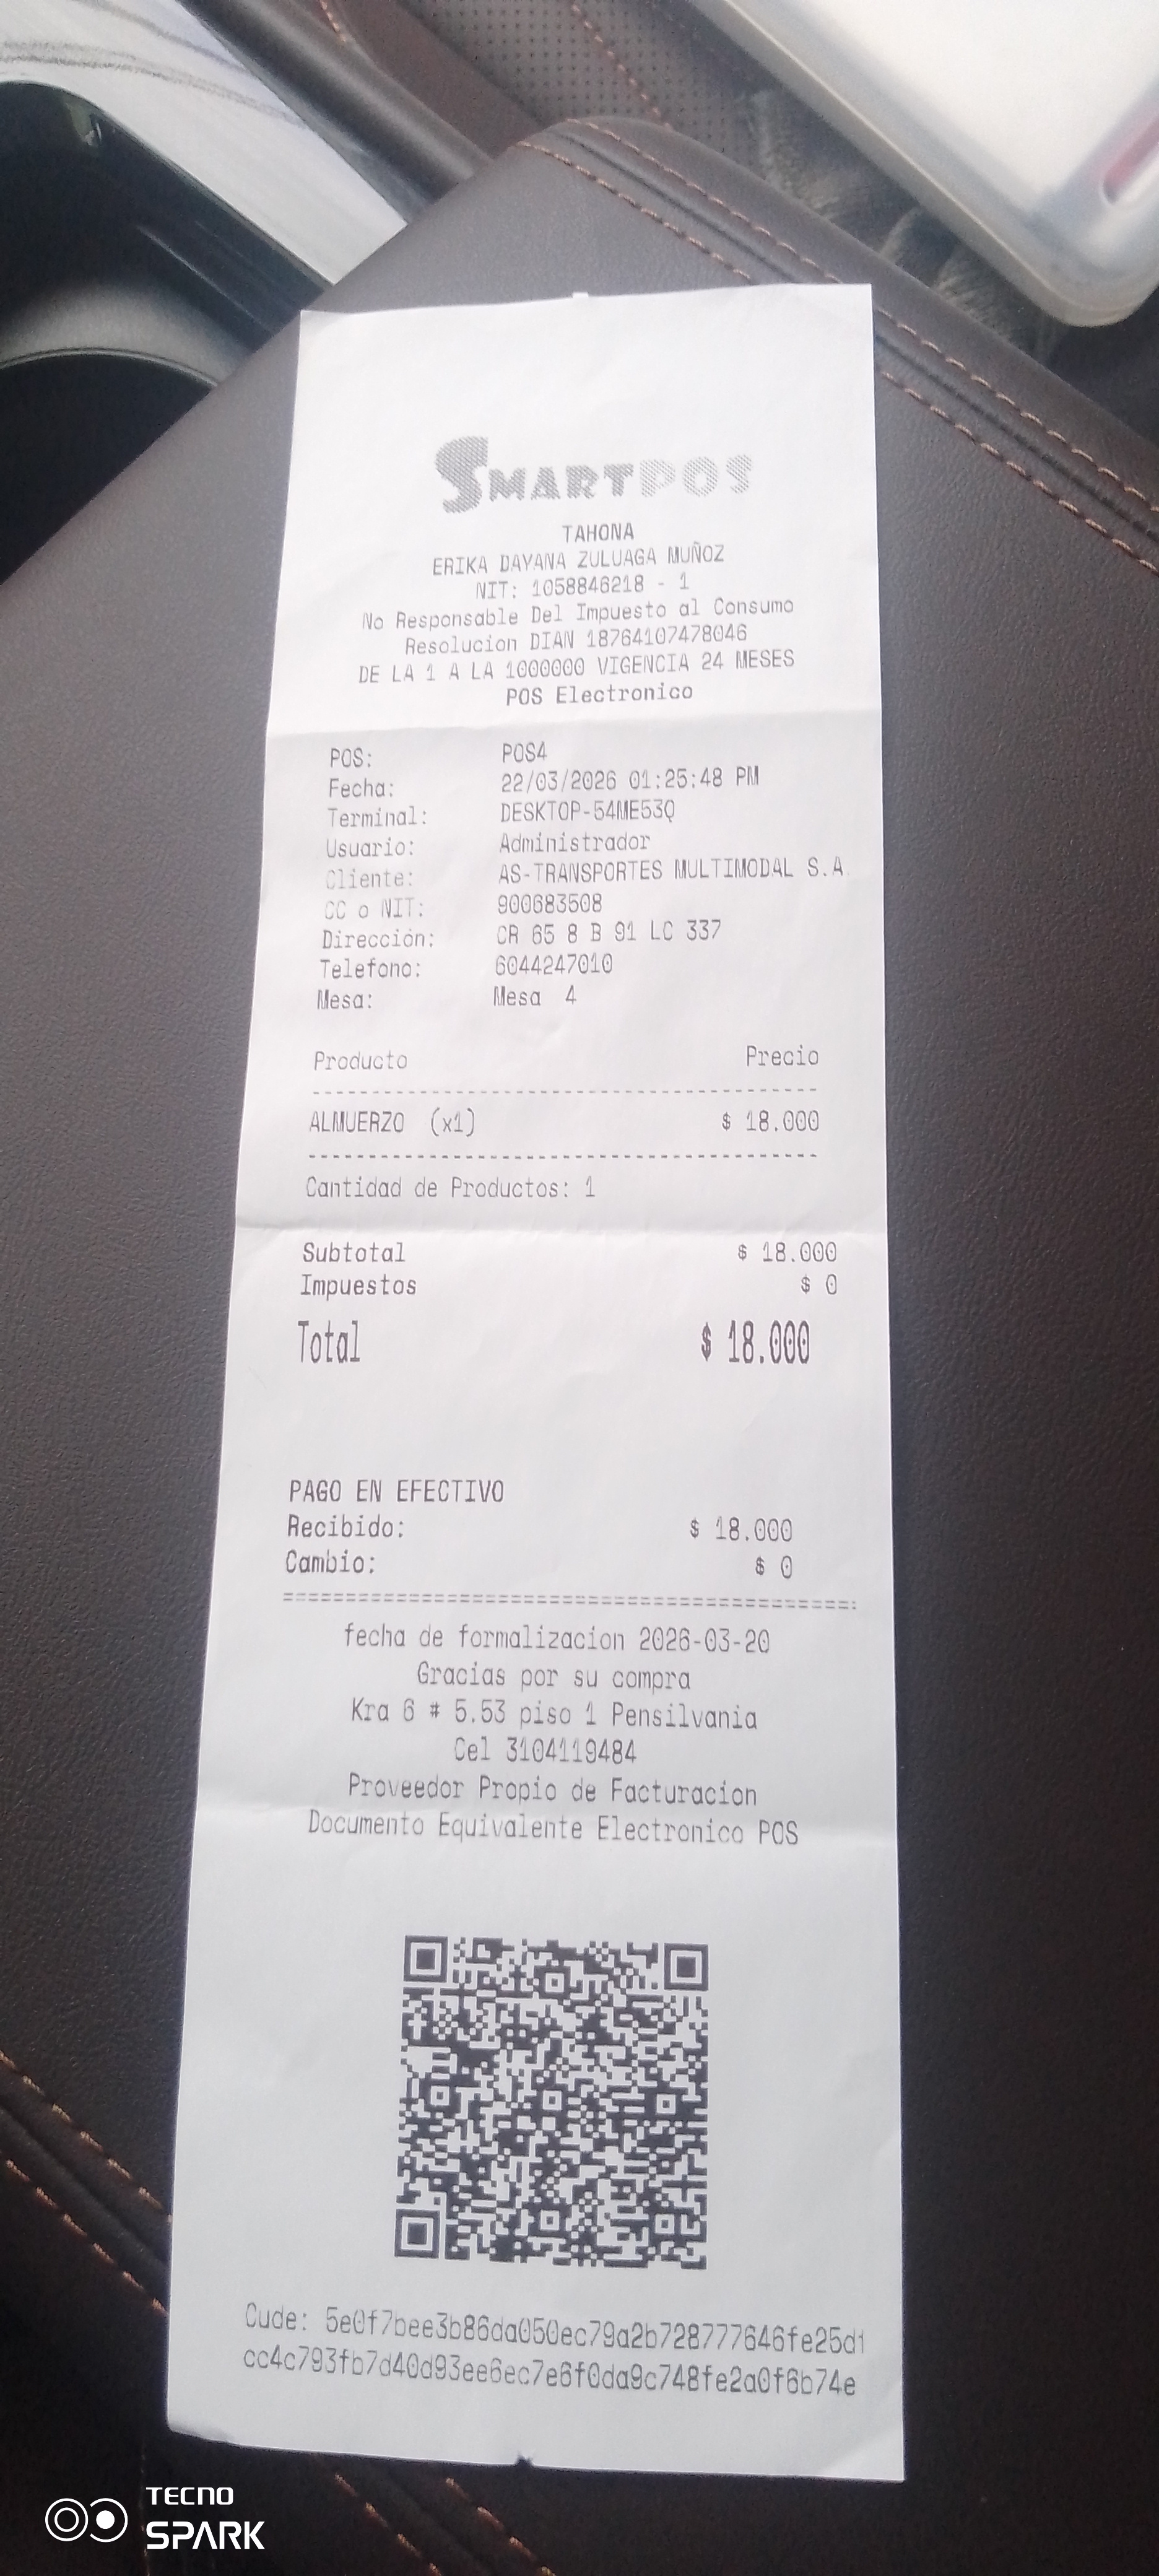 SMARTPOS
TAHONA
ERIKA DAYANA ZULUAGA MUÑOZ
NIT: 1058846218 - 1
No Responsable Del Impuesto al Consumo
Resolucion DIAN 18764107478046
DE LA 1 A LA 1000000 VIGENCIA 24 MESES
POS Electronico
POS: POS4
Fecha: 22/03/2026 01:25:48 PM
Terminal: DESKTOP-54ME53Q
Usuario: Administrador
Cliente: AS-TRANSPORTES MULTIMODAL S.A.
CC o NIT: 900683508
Dirección: CR 65 8 B 91 LC 337
Telefono: 6044247010
Mesa: Mesa 4
Producto Precio
----------------------------------------
ALMUERZO (x1) $ 18.000
----------------------------------------
Cantidad de Productos: 1
Subtotal $ 18.000
Impuestos $ 0
Total $ 18.000
PAGO EN EFECTIVO
Recibido: $ 18.000
Cambio: $ 0
========================================
fecha de formalizacion 2026-03-20
Gracias por su compra
Kra 6 # 5.53 piso 1 Pensilvania
Cel 3104119484
Proveedor Propio de Facturacion
Documento Equivalente Electronico POS
Cude: 5e0f7bee3b86da050ec79a2b728777646fe25d1
cc4c793fb7d40d93ee6ec7e6f0da9c748fe2a0f6b74e
TECNO
SPARK